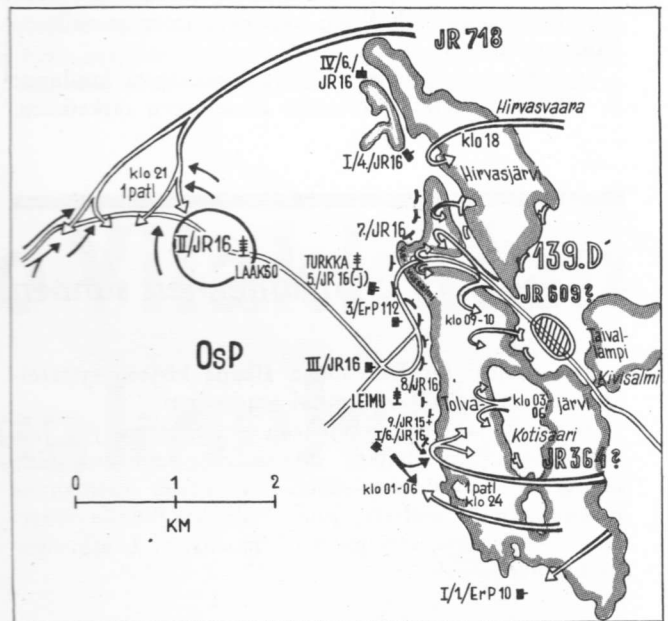 JR 718
IV/6./
JR 16
Hirvasvaara
klo 18
I/4./JR16
Hirvasjärvi
klo 21
1 patl
7./JR16
139.D
II/JR16
LAAKSO
TURKKA
5/JR16(-)
JR 609?
3/ErP 112
klo 09-10
Taival-
lampi
OsP
III/JR16
Kivisalmi
8./JR16
LEIMU
Tolva-
klo 03-
06
järvi
9./JR15+
I/6./JR16
Kotisaari
JR 364?
klo 01-06
1 patl
klo 24
0 1 2
KM
I/1/ErP 10